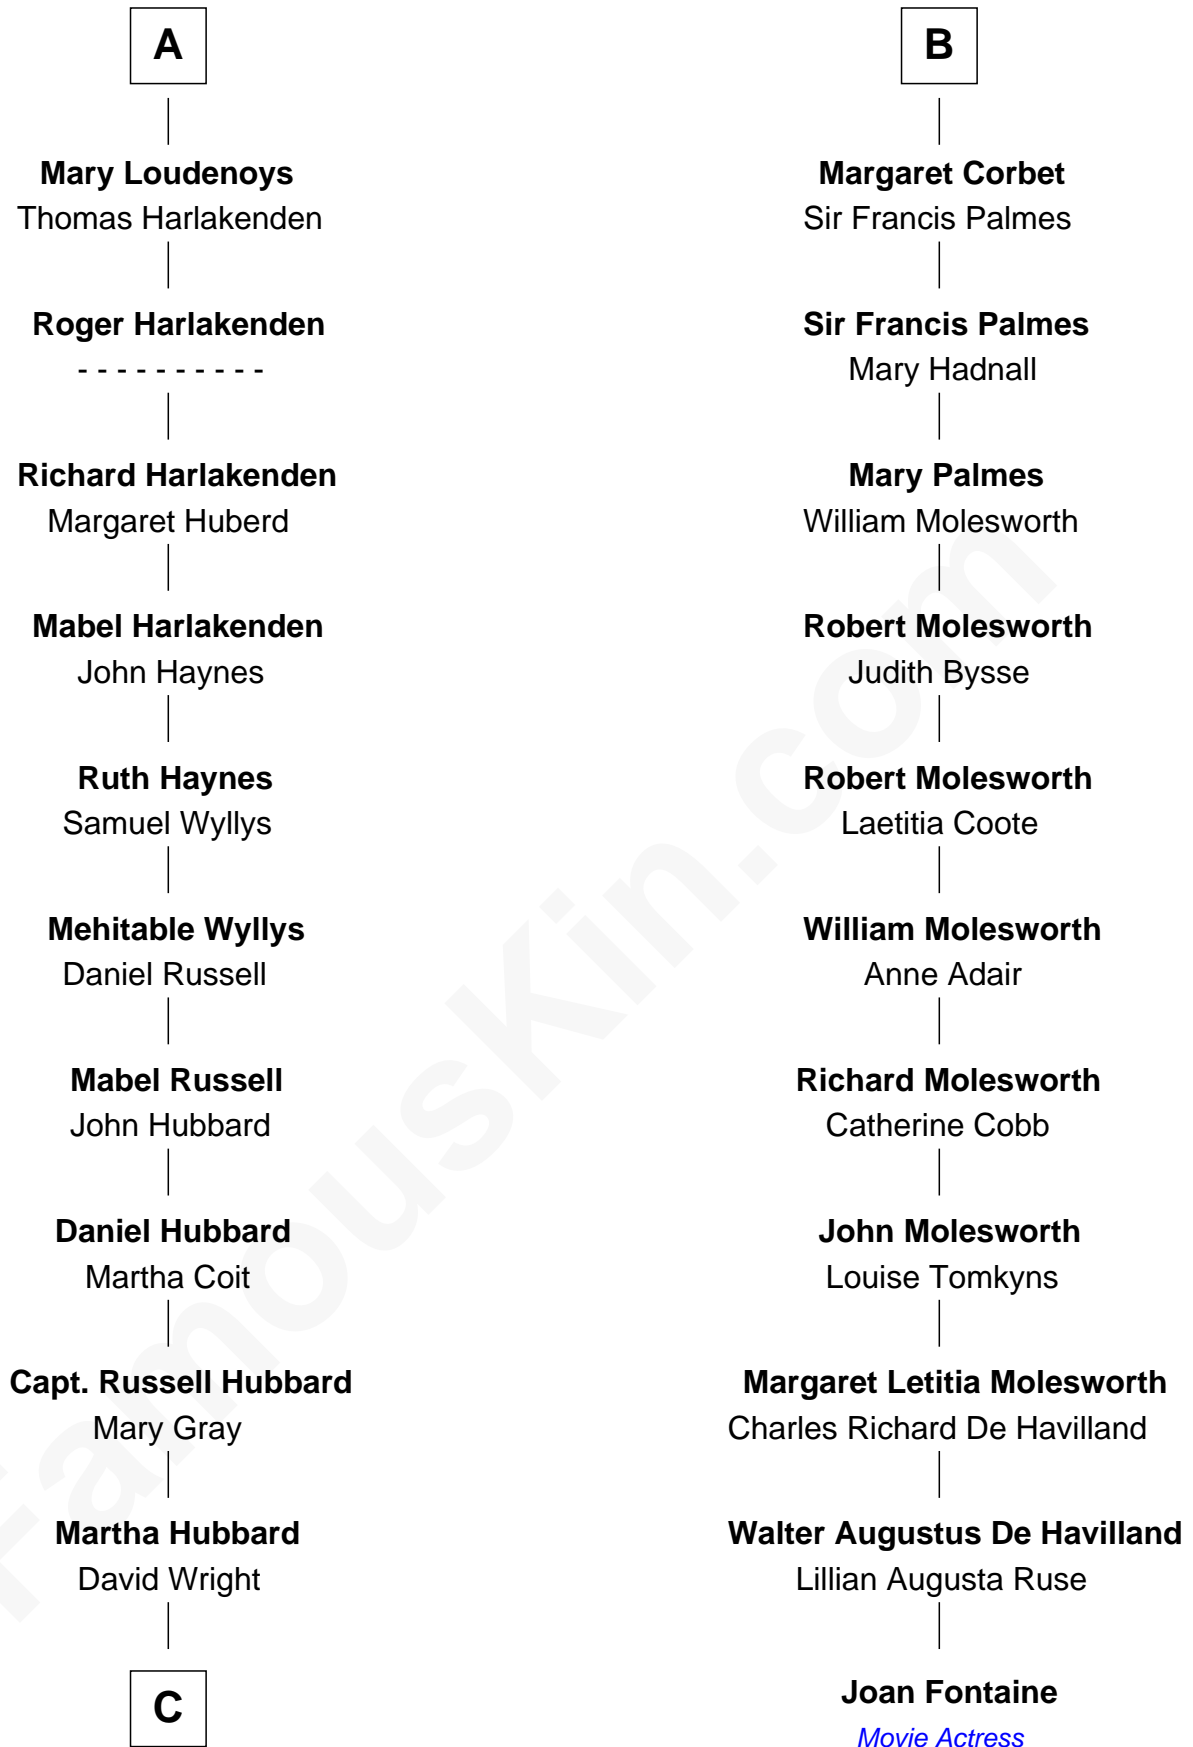 A
Mary Loudenoys
Thomas Harlakenden
Roger Harlakenden
- - - - - - - - - -
Richard Harlakenden
Margaret Huberd
Mabel Harlakenden
John Haynes
Ruth Haynes
Samuel Wyllys
Mehitable Wyllys
Daniel Russell
Mabel Russell
John Hubbard
Daniel Hubbard
Martha Coit
Capt. Russell Hubbard
Mary Gray
Martha Hubbard
David Wright
C
B
Margaret Corbet
Sir Francis Palmes
Sir Francis Palmes
Mary Hadnall
Mary Palmes
William Molesworth
Robert Molesworth
Judith Bysse
Robert Molesworth
Laetitia Coote
William Molesworth
Anne Adair
Richard Molesworth
Catherine Cobb
John Molesworth
Louise Tomkyns
Margaret Letitia Molesworth
Charles Richard De Havilland
Walter Augustus De Havilland
Lillian Augusta Ruse
Joan Fontaine
Movie Actress
FamousKin.com